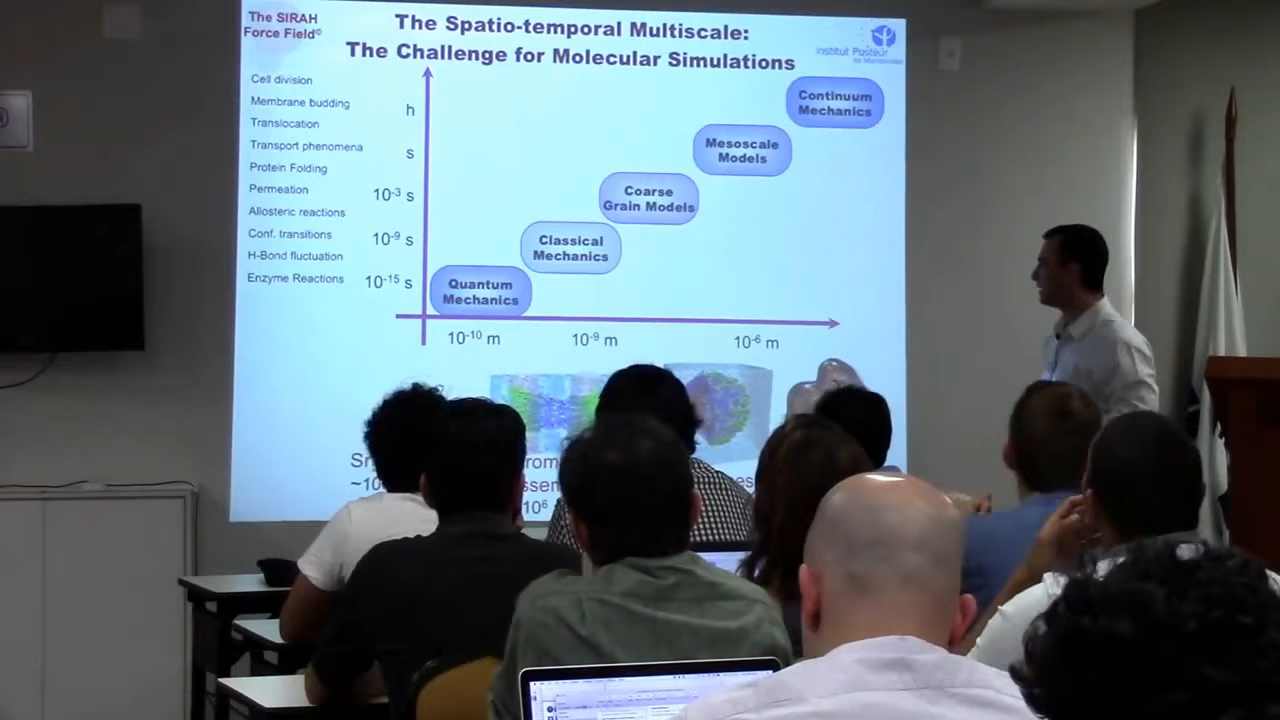 The SIRAH
Force Field©
The Spatio-temporal Multiscale:
The Challenge for Molecular Simulations
Institut Pasteur
de Montevideo
Cell division
Membrane budding
Translocation
Transport phenomena
Protein Folding
Permeation
Allosteric reactions
Conf. transitions
H-Bond fluctuation
Enzyme Reactions
h
s
10⁻³ s
10⁻⁹ s
10⁻¹⁵ s
Continuum
Mechanics
Mesoscale
Models
Coarse
Grain Models
Classical
Mechanics
Quantum
Mechanics
10⁻¹⁰ m
10⁻⁹ m
10⁻⁶ m
~10
10⁶